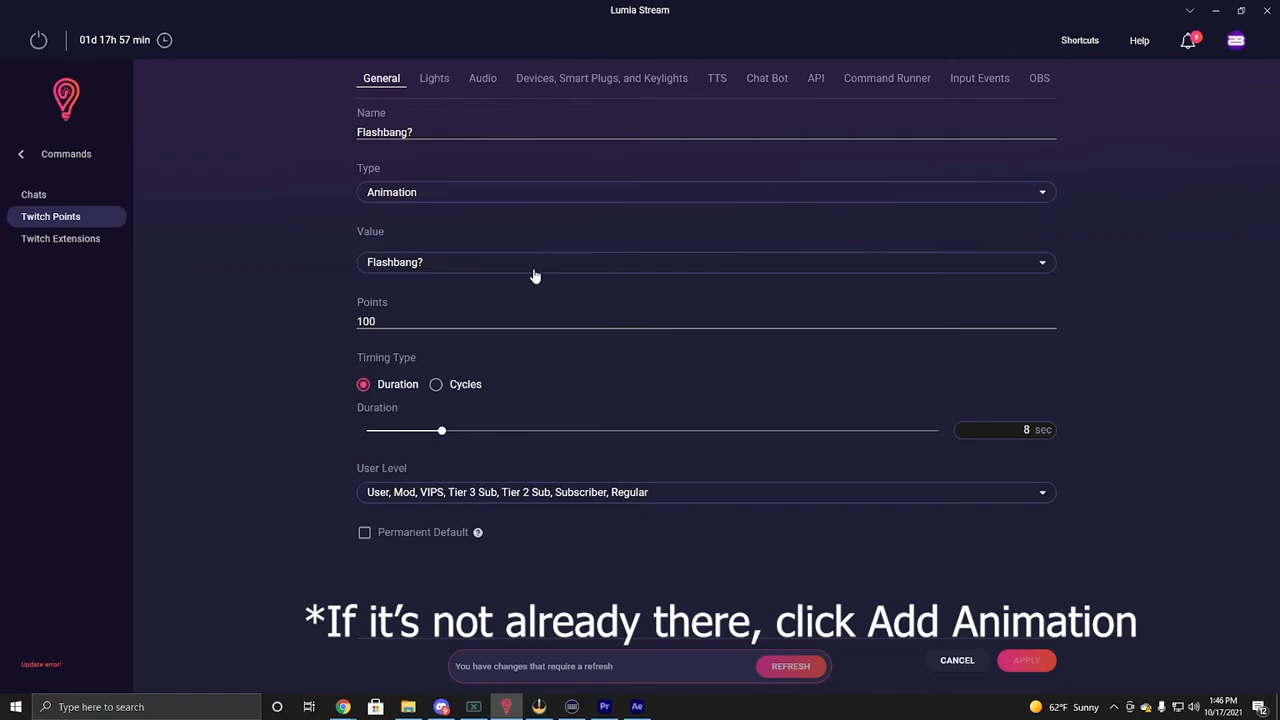 Lumia Stream
01d 17h 57 min
Shortcuts
Help
9
General Lights Audio Devices, Smart Plugs, and Keylights TTS Chat Bot API Command Runner Input Events OBS
Commands
Chats
Twitch Points
Twitch Extensions
Name
Flashbang?
Type
Animation
Value
Flashbang?
Points
100
Timing Type
Duration Cycles
Duration
8 sec
User Level
User, Mod, VIPS, Tier 3 Sub, Tier 2 Sub, Subscriber, Regular
Permanent Default ?
*If it's not already there, click Add Animation
You have changes that require a refresh
REFRESH
CANCEL
APPLY
Update error!
Type here to search
Pr
Ae
62°F Sunny
1:46 PM
10/17/2021
12